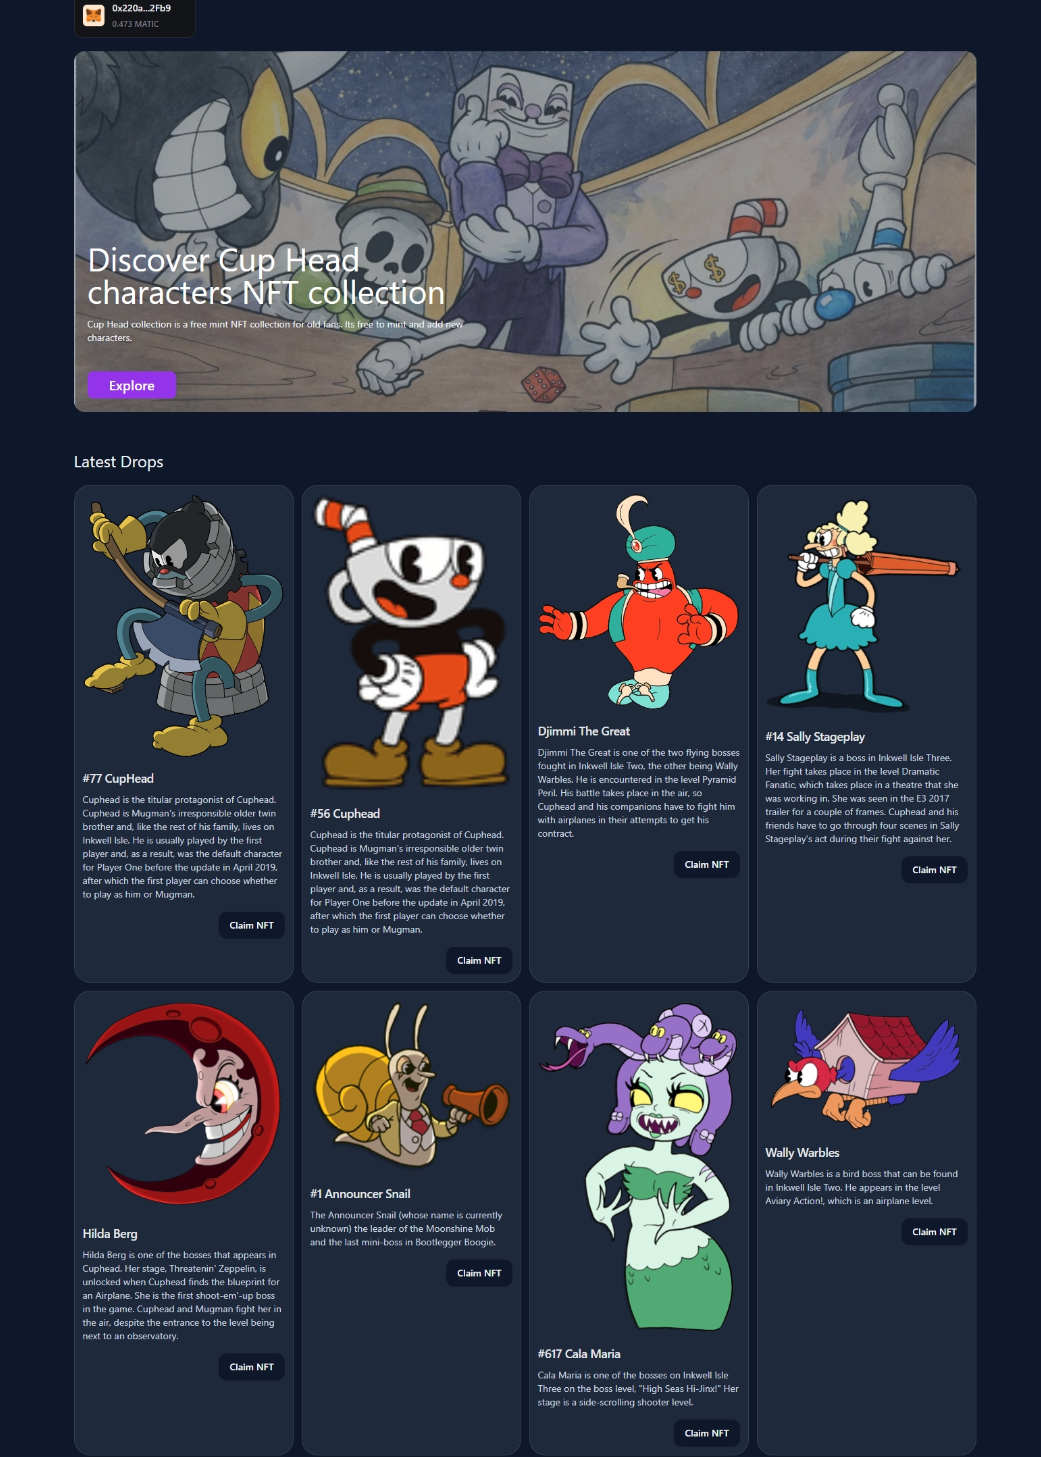 0x220a...2Fb9
0.473 MATIC
Discover Cup Head
characters NFT collection
Cup Head collection is a free mint NFT collection for old fans. Its free to mint and add new
characters.
Explore
Latest Drops
#77 CupHead
Cuphead is the titular protagonist of Cuphead.
Cuphead is Mugman's irresponsible older twin
brother and, like the rest of his family, lives on
Inkwell Isle. He is usually played by the first
player and, as a result, was the default character
for Player One before the update in April 2019,
after which the first player can choose whether
to play as him or Mugman.
Claim NFT
#56 Cuphead
Cuphead is the titular protagonist of Cuphead.
Cuphead is Mugman's irresponsible older twin
brother and, like the rest of his family, lives on
Inkwell Isle. He is usually played by the first
player and, as a result, was the default character
for Player One before the update in April 2019,
after which the first player can choose whether
to play as him or Mugman.
Claim NFT
Djimmi The Great
Djimmi The Great is one of the two flying bosses
fought in Inkwell Isle Two, the other being Wally
Warbles. He is encountered in the level Pyramid
Peril. His battle takes place in the air, so
Cuphead and his companions have to fight him
with airplanes in their attempts to get his
contract.
Claim NFT
#14 Sally Stageplay
Sally Stageplay is a boss in Inkwell Isle Three.
Her fight takes place in the level Dramatic
Fanatic, which takes place in a theatre that she
was working in. She was seen in the E3 2017
trailer for a couple of frames. Cuphead and his
friends have to go through four scenes in Sally
Stageplay's act during their fight against her.
Claim NFT
Hilda Berg
Hilda Berg is one of the bosses that appears in
Cuphead. Her stage, Threatenin' Zeppelin, is
unlocked when Cuphead finds the blueprint for
an Airplane. She is the first shoot-em'-up boss
in the game. Cuphead and Mugman fight her in
the air, despite the entrance to the level being
next to an observatory.
Claim NFT
#1 Announcer Snail
The Announcer Snail (whose name is currently
unknown) the leader of the Moonshine Mob
and the last mini-boss in Bootlegger Boogie.
Claim NFT
#617 Cala Maria
Cala Maria is one of the bosses on Inkwell Isle
Three on the boss level, "High Seas Hi-Jinx!" Her
stage is a side-scrolling shooter level.
Claim NFT
Wally Warbles
Wally Warbles is a bird boss that can be found
in Inkwell Isle Two. He appears in the level
Aviary Action!, which is an airplane level.
Claim NFT